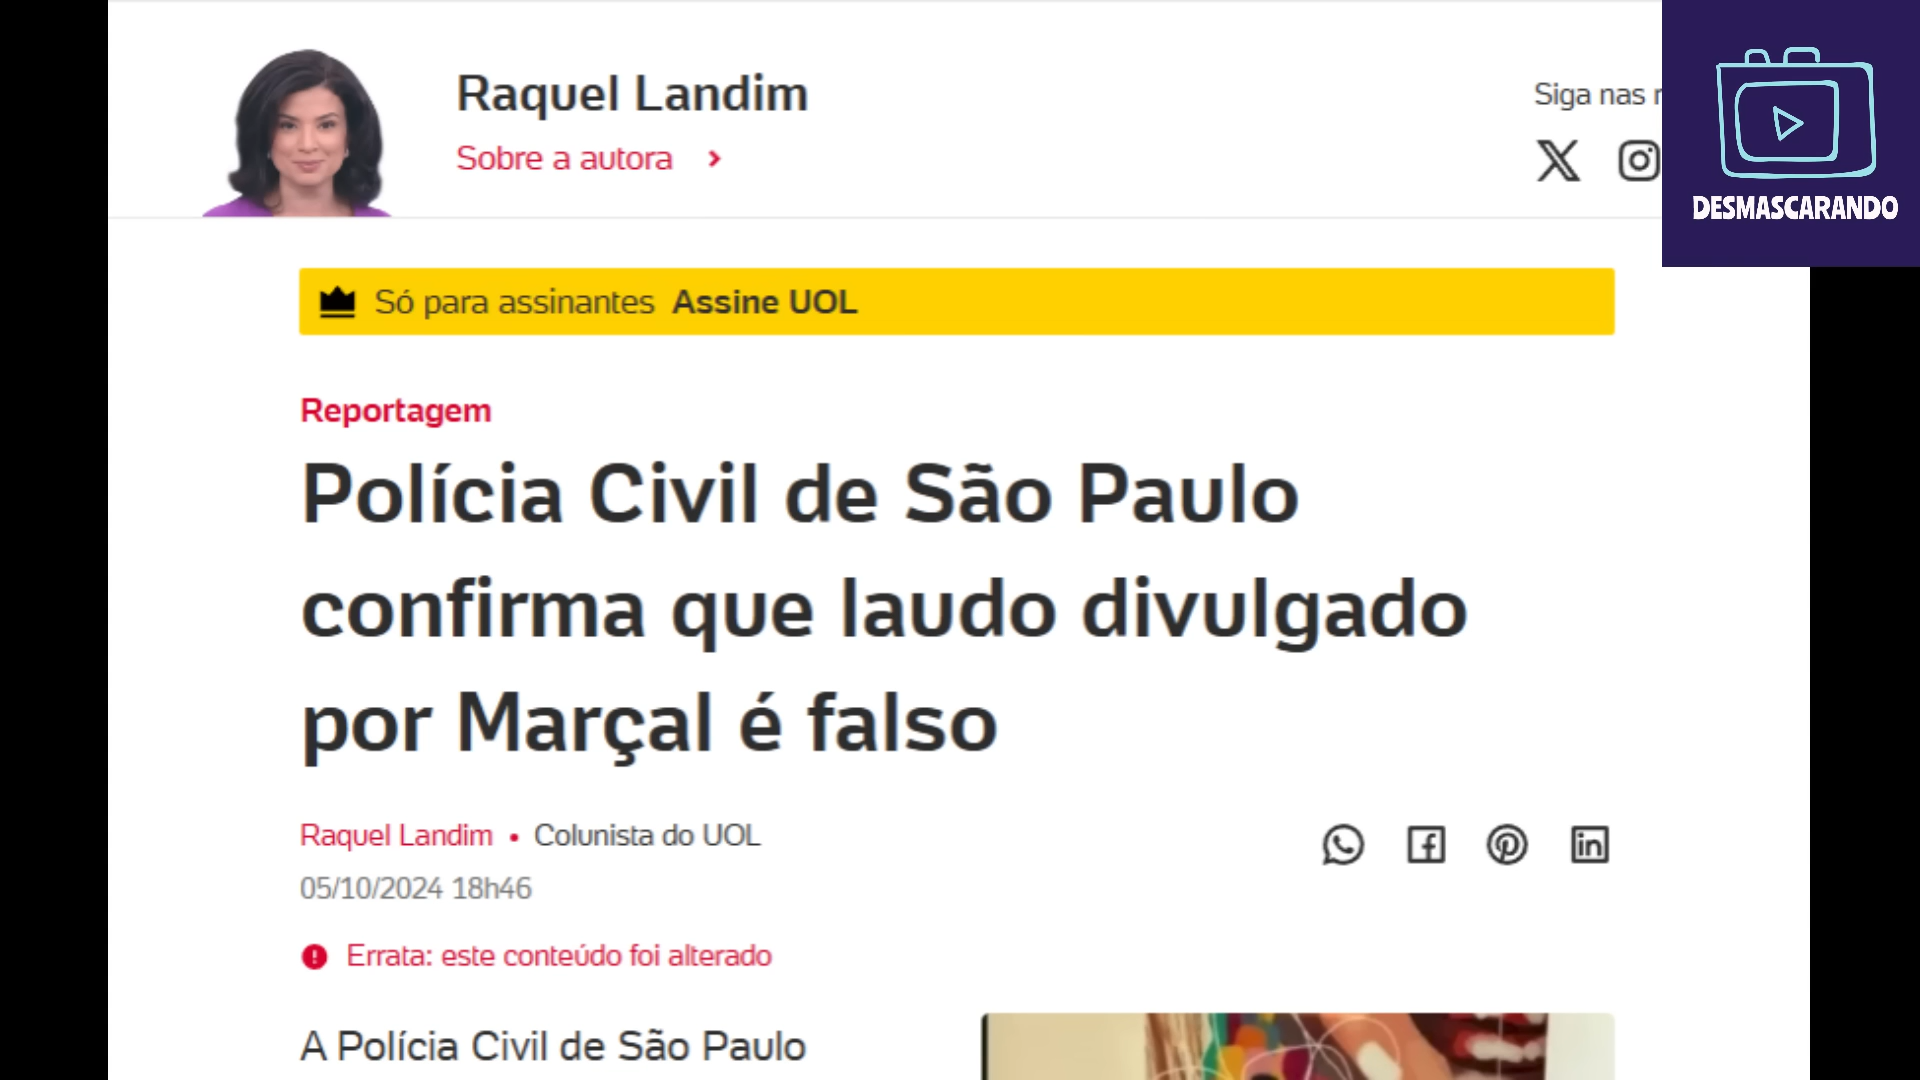 Raquel Landim
Sobre a autora
Siga nas
DESMASCARANDO
Só para assinantes Assine UOL
Reportagem
Polícia Civil de São Paulo
confirma que laudo divulgado
por Marçal é falso
Raquel Landim • Colunista do UOL
05/10/2024 18h46
Errata: este conteúdo foi alterado
A Polícia Civil de São Paulo